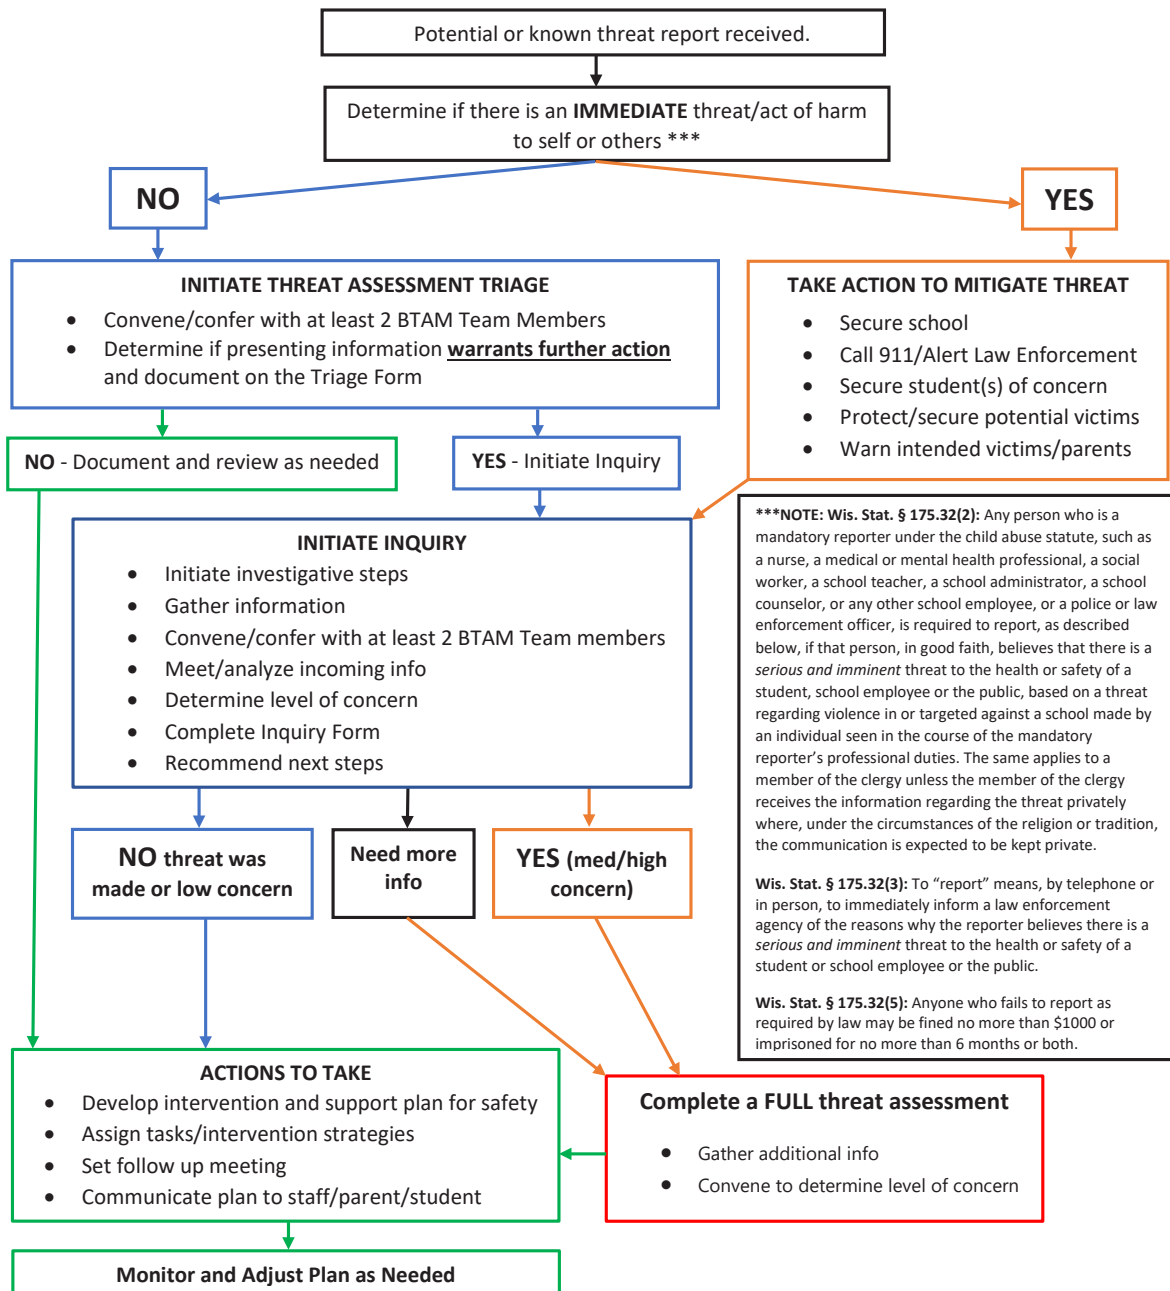 Potential or known threat report received.
Determine if there is an IMMEDIATE threat/act of harm
to self or others ***
NO
YES
INITIATE THREAT ASSESSMENT TRIAGE
• Convene/confer with at least 2 BTAM Team Members
• Determine if presenting information warrants further action
and document on the Triage Form
TAKE ACTION TO MITIGATE THREAT
• Secure school
• Call 911/Alert Law Enforcement
• Secure student(s) of concern
• Protect/secure potential victims
• Warn intended victims/parents
NO - Document and review as needed
YES - Initiate Inquiry
INITIATE INQUIRY
• Initiate investigative steps
• Gather information
• Convene/confer with at least 2 BTAM Team members
• Meet/analyze incoming info
• Determine level of concern
• Complete Inquiry Form
• Recommend next steps
***NOTE: Wis. Stat. § 175.32(2): Any person who is a
mandatory reporter under the child abuse statute, such as
a nurse, a medical or mental health professional, a social
worker, a school teacher, a school administrator, a school
counselor, or any other school employee, or a police or law
enforcement officer, is required to report, as described
below, if that person, in good faith, believes that there is a
serious and imminent threat to the health or safety of a
student, school employee or the public, based on a threat
regarding violence in or targeted against a school made by
an individual seen in the course of the mandatory
reporter's professional duties. The same applies to a
member of the clergy unless the member of the clergy
receives the information regarding the threat privately
where, under the circumstances of the religion or tradition,
the communication is expected to be kept private.
Wis. Stat. § 175.32(3): To “report” means, by telephone or
in person, to immediately inform a law enforcement
agency of the reasons why the reporter believes there is a
serious and imminent threat to the health or safety of a
student or school employee or the public.
Wis. Stat. § 175.32(5): Anyone who fails to report as
required by law may be fined no more than $1000 or
imprisoned for no more than 6 months or both.
NO threat was
made or low concern
Need more
info
YES (med/high
concern)
ACTIONS TO TAKE
• Develop intervention and support plan for safety
• Assign tasks/intervention strategies
• Set follow up meeting
• Communicate plan to staff/parent/student
Complete a FULL threat assessment
• Gather additional info
• Convene to determine level of concern
Monitor and Adjust Plan as Needed